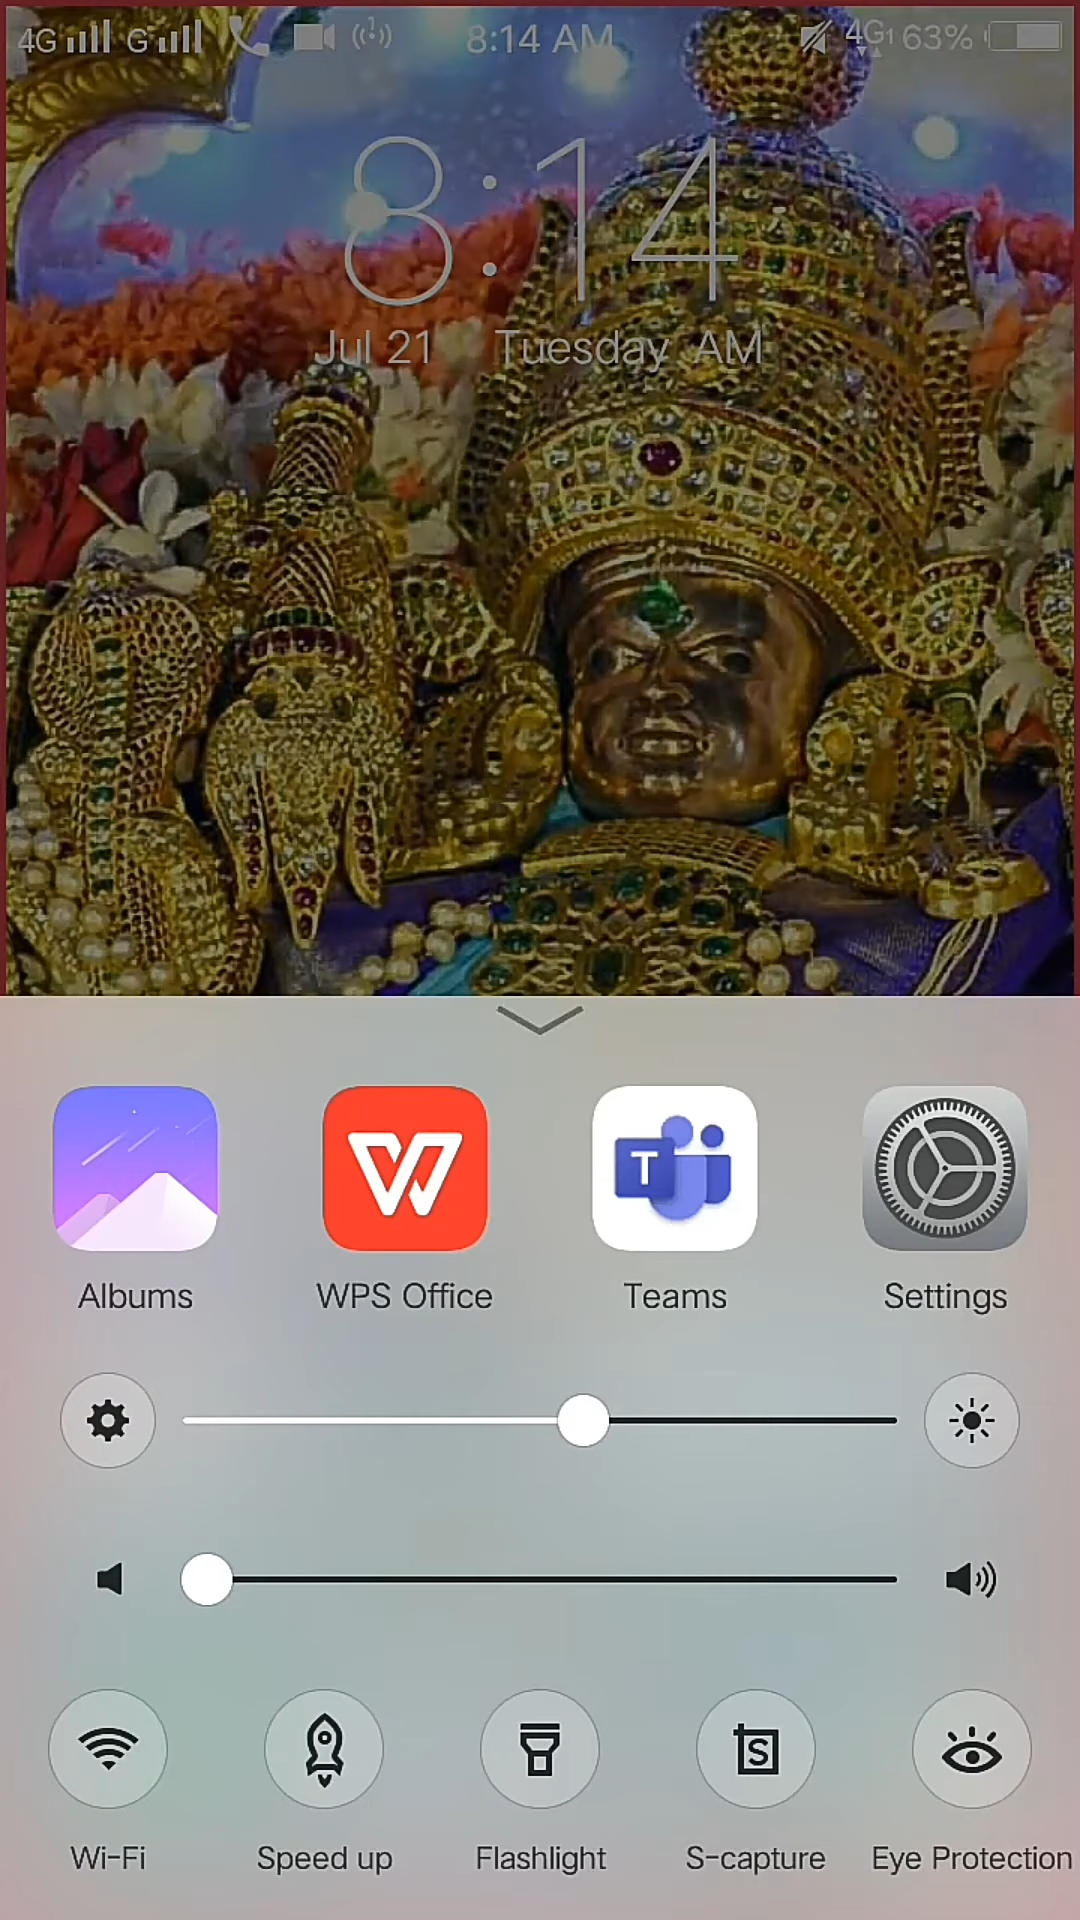 4G G 8:14 AM 4G1 63%
8:14
Jul 21 Tuesday AM
T
Albums WPS Office Teams Settings
S
Wi-Fi Speed up Flashlight S-capture Eye Protection